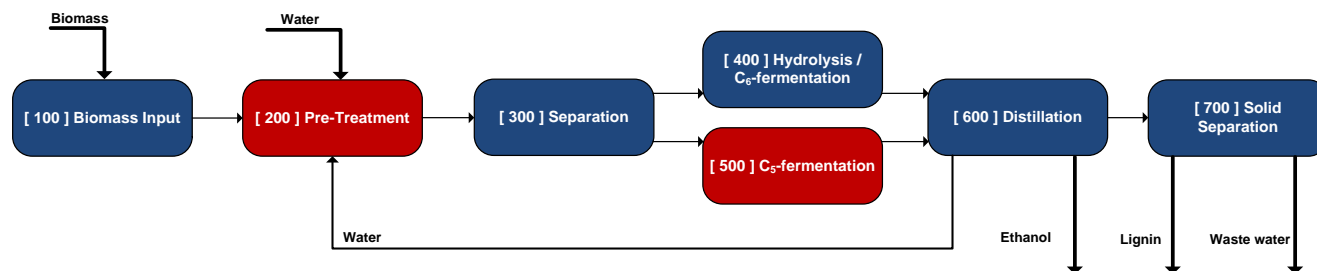 Biomass
Water
[ 100 ] Biomass Input
[ 200 ] Pre-Treatment
[ 300 ] Separation
[ 400 ] Hydrolysis /
C₆-fermentation
[ 500 ] C₅-fermentation
[ 600 ] Distillation
[ 700 ] Solid
Separation
Water
Ethanol
Lignin
Waste water